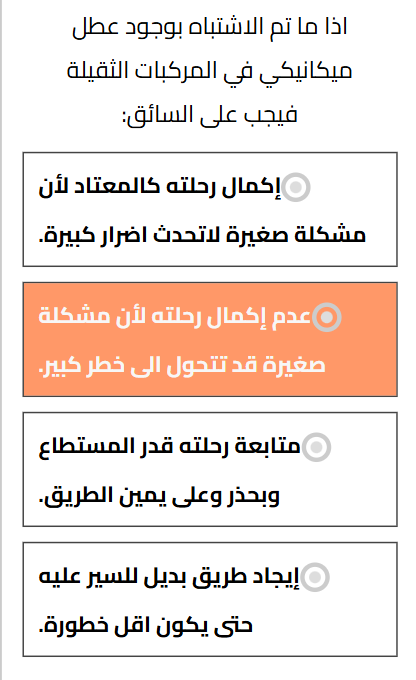 اذا ما تم الاشتباه بوجود عطل
ميكانيكي في المركبات الثقيلة
فيجب على السائق:
إكمال رحلته كالمعتاد لأن
مشكلة صغيرة لاتحدث اضرار كبيرة.
عدم إكمال رحلته لأن مشكلة
صغيرة قد تتحول الى خطر كبير.
متابعة رحلته قدر المستطاع
وبحذر وعلى يمين الطريق.
إيجاد طريق بديل للسير عليه
حتى يكون اقل خطورة.